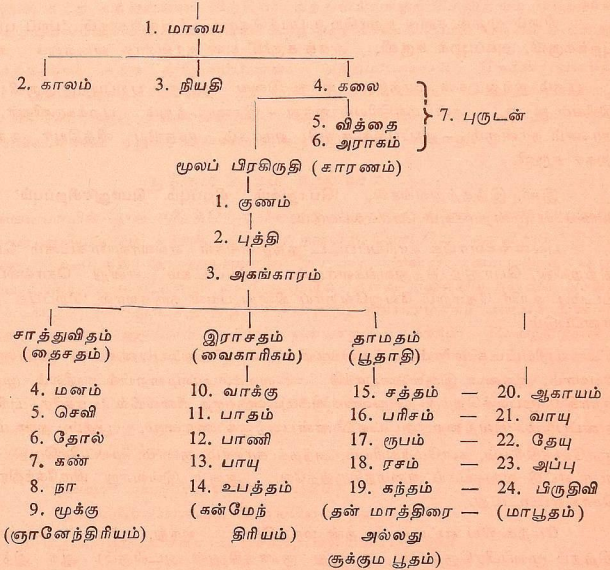 1. மாயை
2. காலம் 3. நியதி 4. கலை
5. வித்தை
6. அராகம்
7. புருடன்
மூலப் பிரகிருதி (காரணம்)
1. குணம்
2. புத்தி
3. அகங்காரம்
சாத்துவிதம் இராசதம் தாமதம்
(தைசதம்) (வைகாரிகம்) (பூதாதி)
4. மனம் 10. வாக்கு 15. சத்தம் — 20. ஆகாயம்
5. செவி 11. பாதம் 16. பரிசம் — 21. வாயு
6. தோல் 12. பாணி 17. ரூபம் — 22. தேயு
7. கண் 13. பாயு 18. ரசம் — 23. அப்பு
8. நா 14. உபத்தம் 19. கந்தம் — 24. பிருதிவி
9. மூக்கு (கன்மேந் (தன் மாத்திரை — (மாபூதம்)
(ஞானேந்திரியம்) திரியம்) அல்லது
சூக்கும பூதம்)